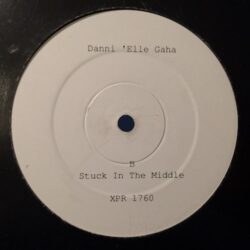 Danni 'Elle Gaha
B
Stuck In The Middle
XPR 1760